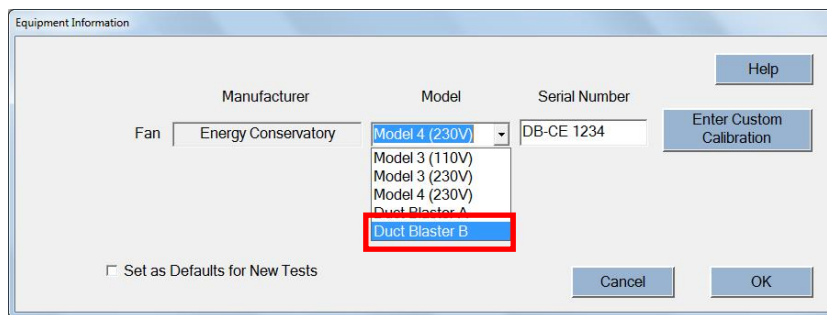 Equipment Information
Help
Manufacturer Model Serial Number
Fan Energy Conservatory Model 4 (230V) DB-CE 1234 Enter Custom
Calibration
Model 3 (110V)
Model 3 (230V)
Model 4 (230V)
Duct Blaster A
Duct Blaster B
Set as Defaults for New Tests
Cancel OK